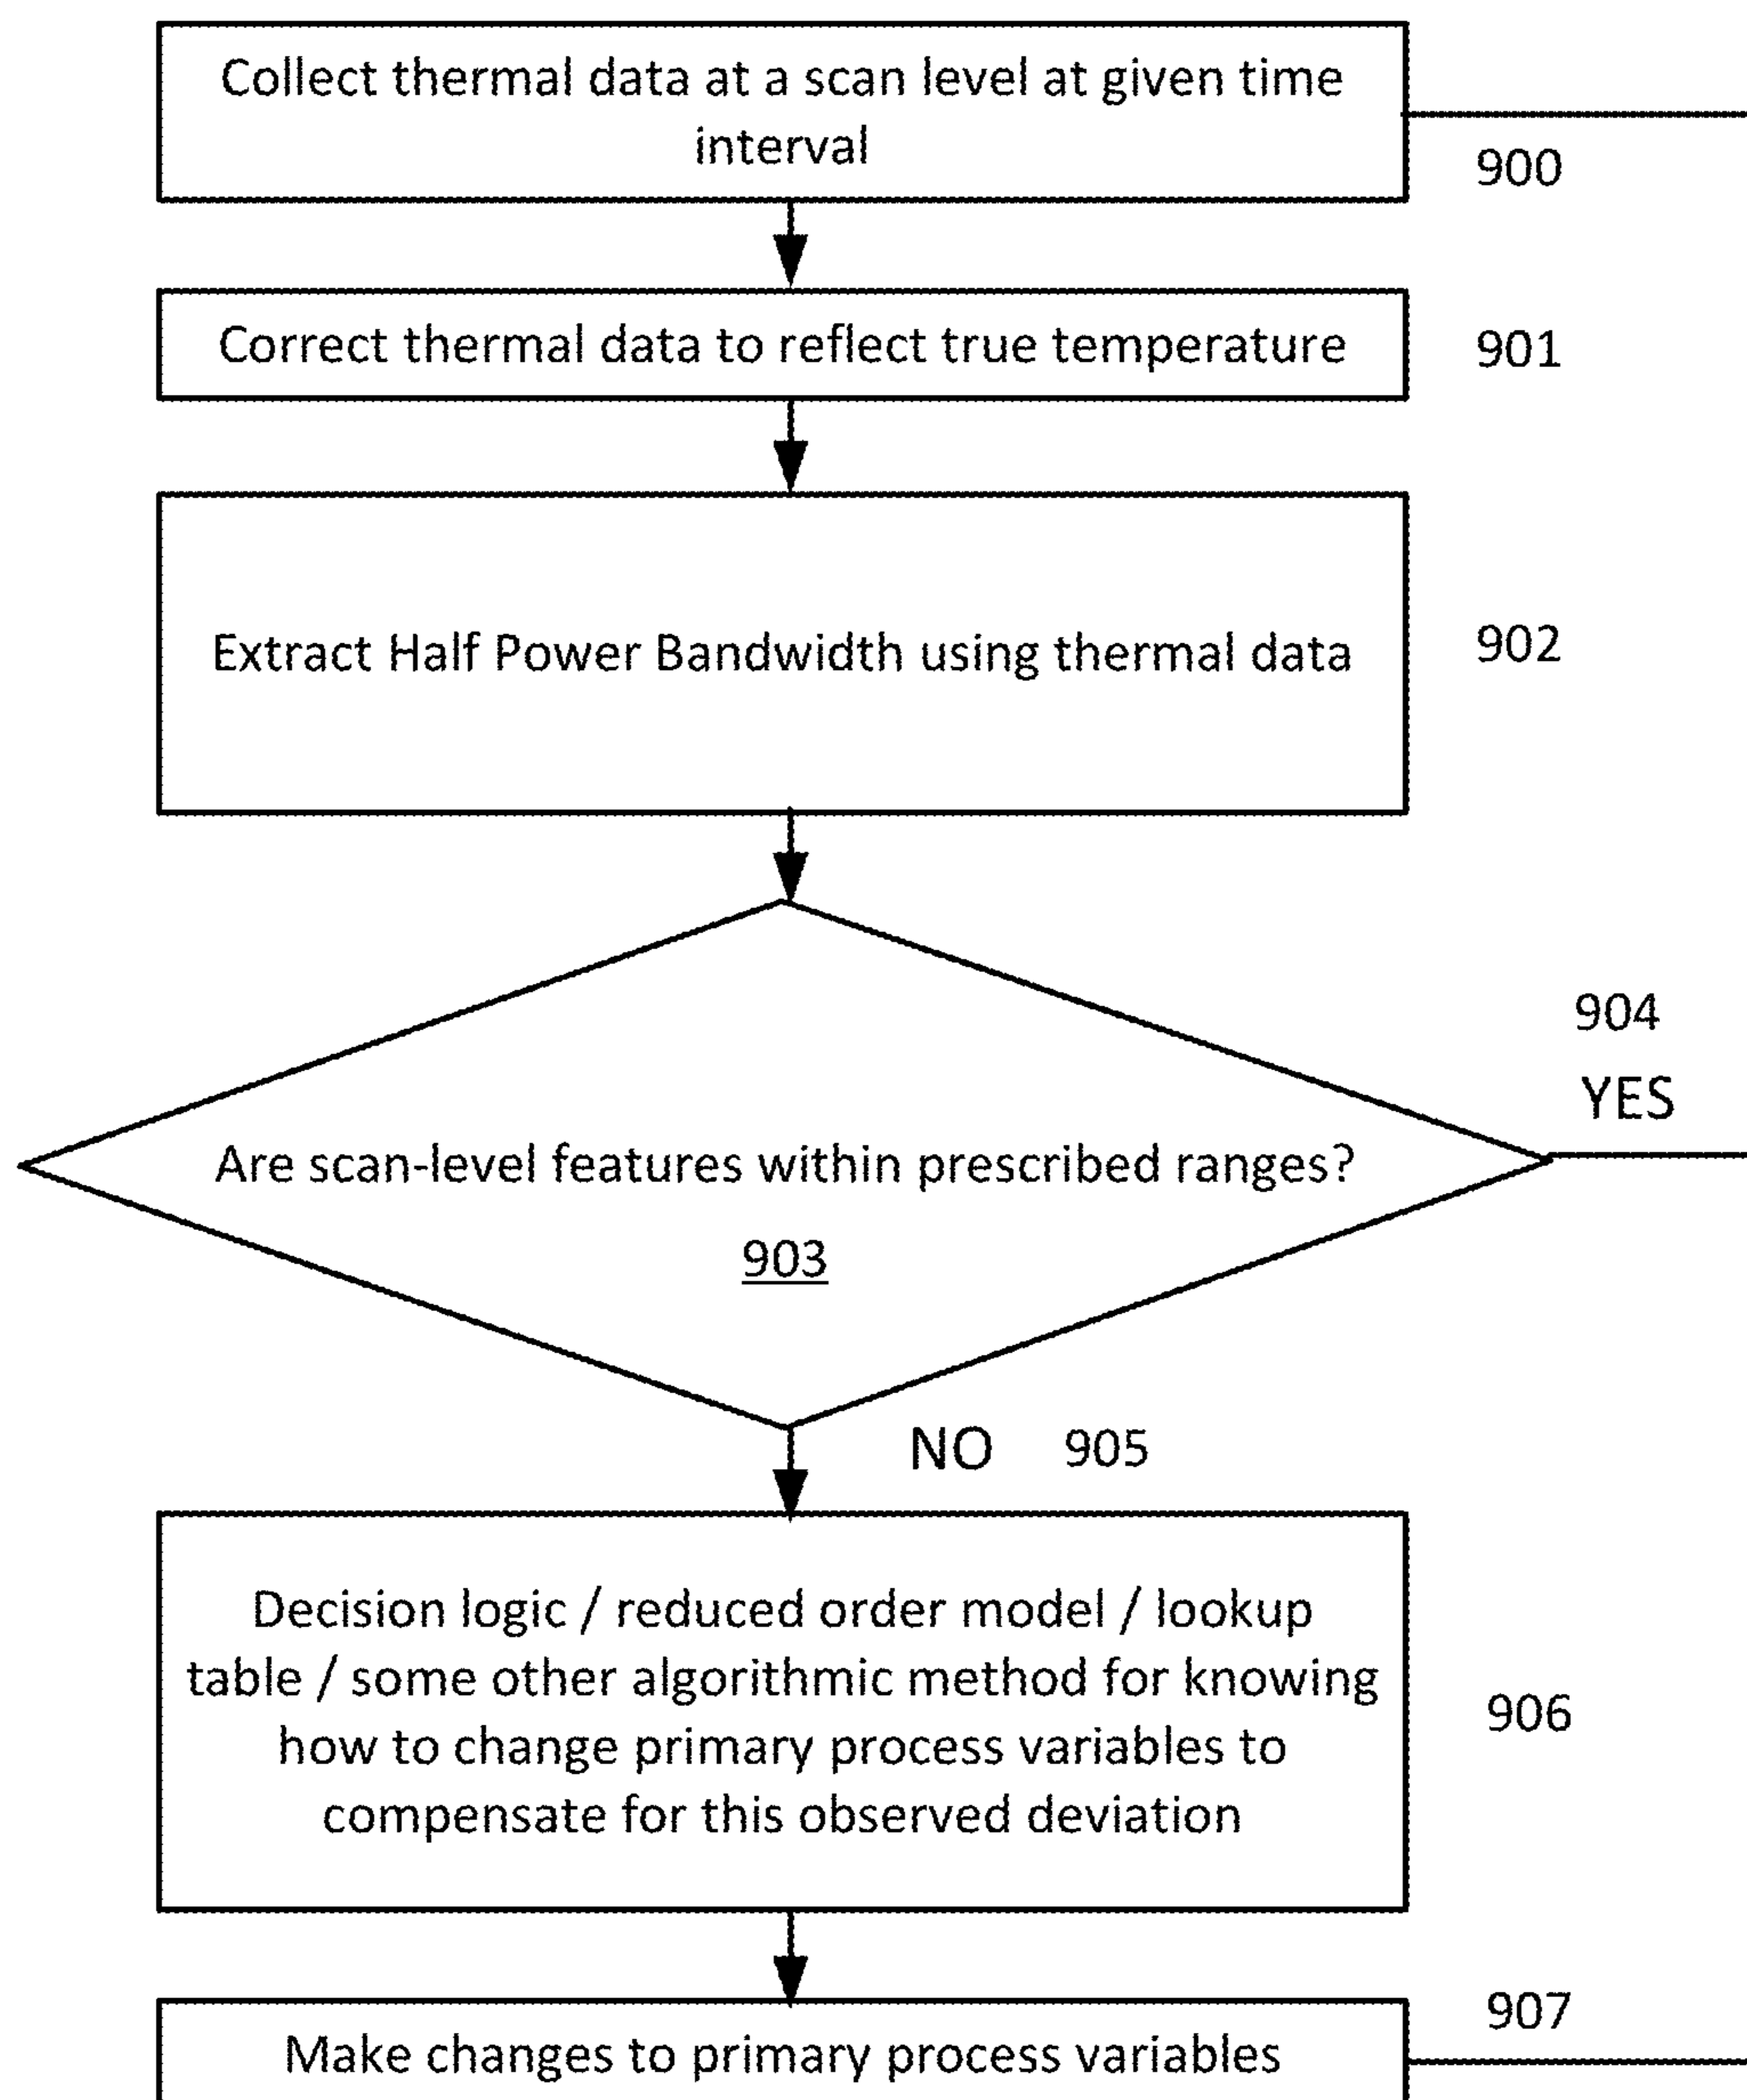 Collect thermal data at a scan level at given time
interval
900
Correct thermal data to reflect true temperature
901
Extract Half Power Bandwidth using thermal data
902
904
YES
Are scan-level features within prescribed ranges?
903
NO 905
Decision logic / reduced order model / lookup
table / some other algorithmic method for knowing
how to change primary process variables to
compensate for this observed deviation
906
907
Make changes to primary process variables